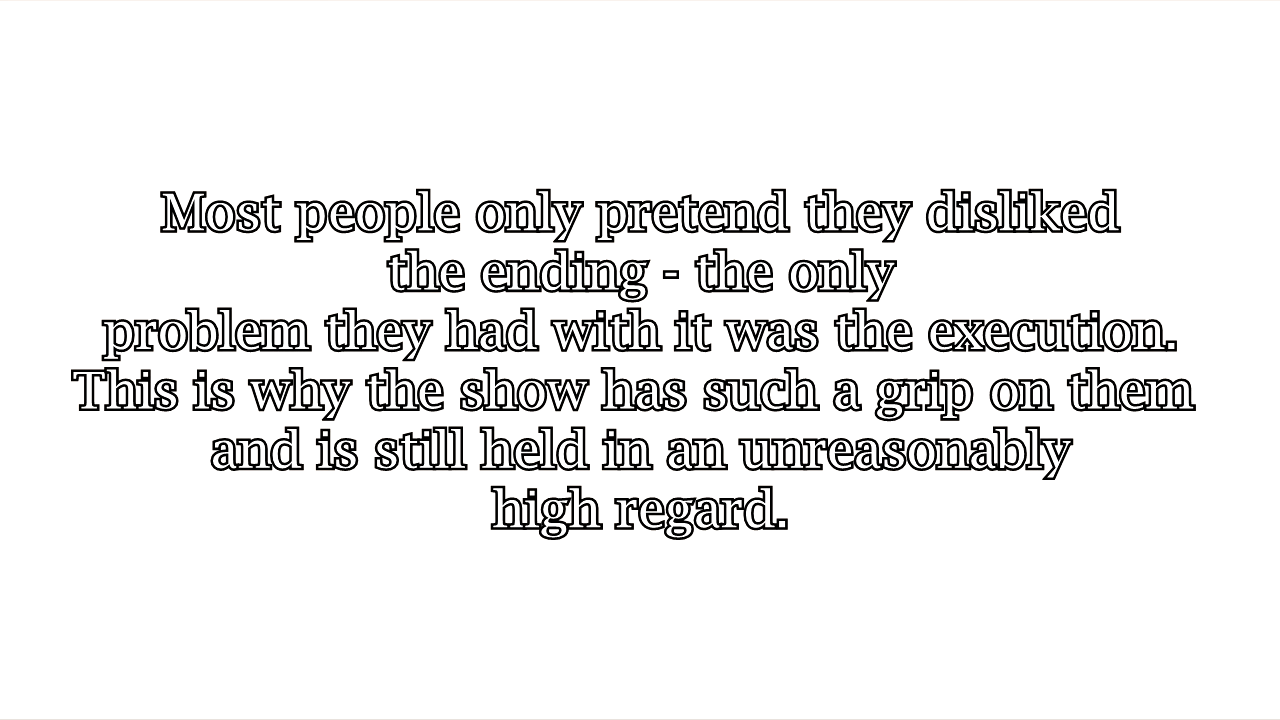 Most people only pretend they disliked
the ending - the only
problem they had with it was the execution.
This is why the show has such a grip on them
and is still held in an unreasonably
high regard.